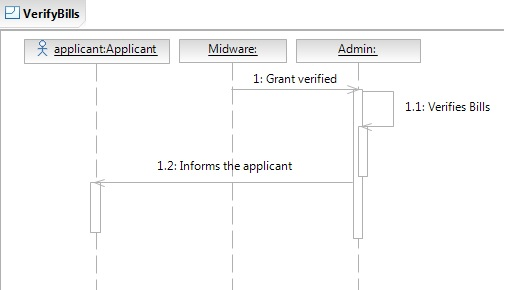 VerifyBills
applicant:Applicant
Midware:
Admin:
1: Grant verified
1.1: Verifies Bills
1.2: Informs the applicant